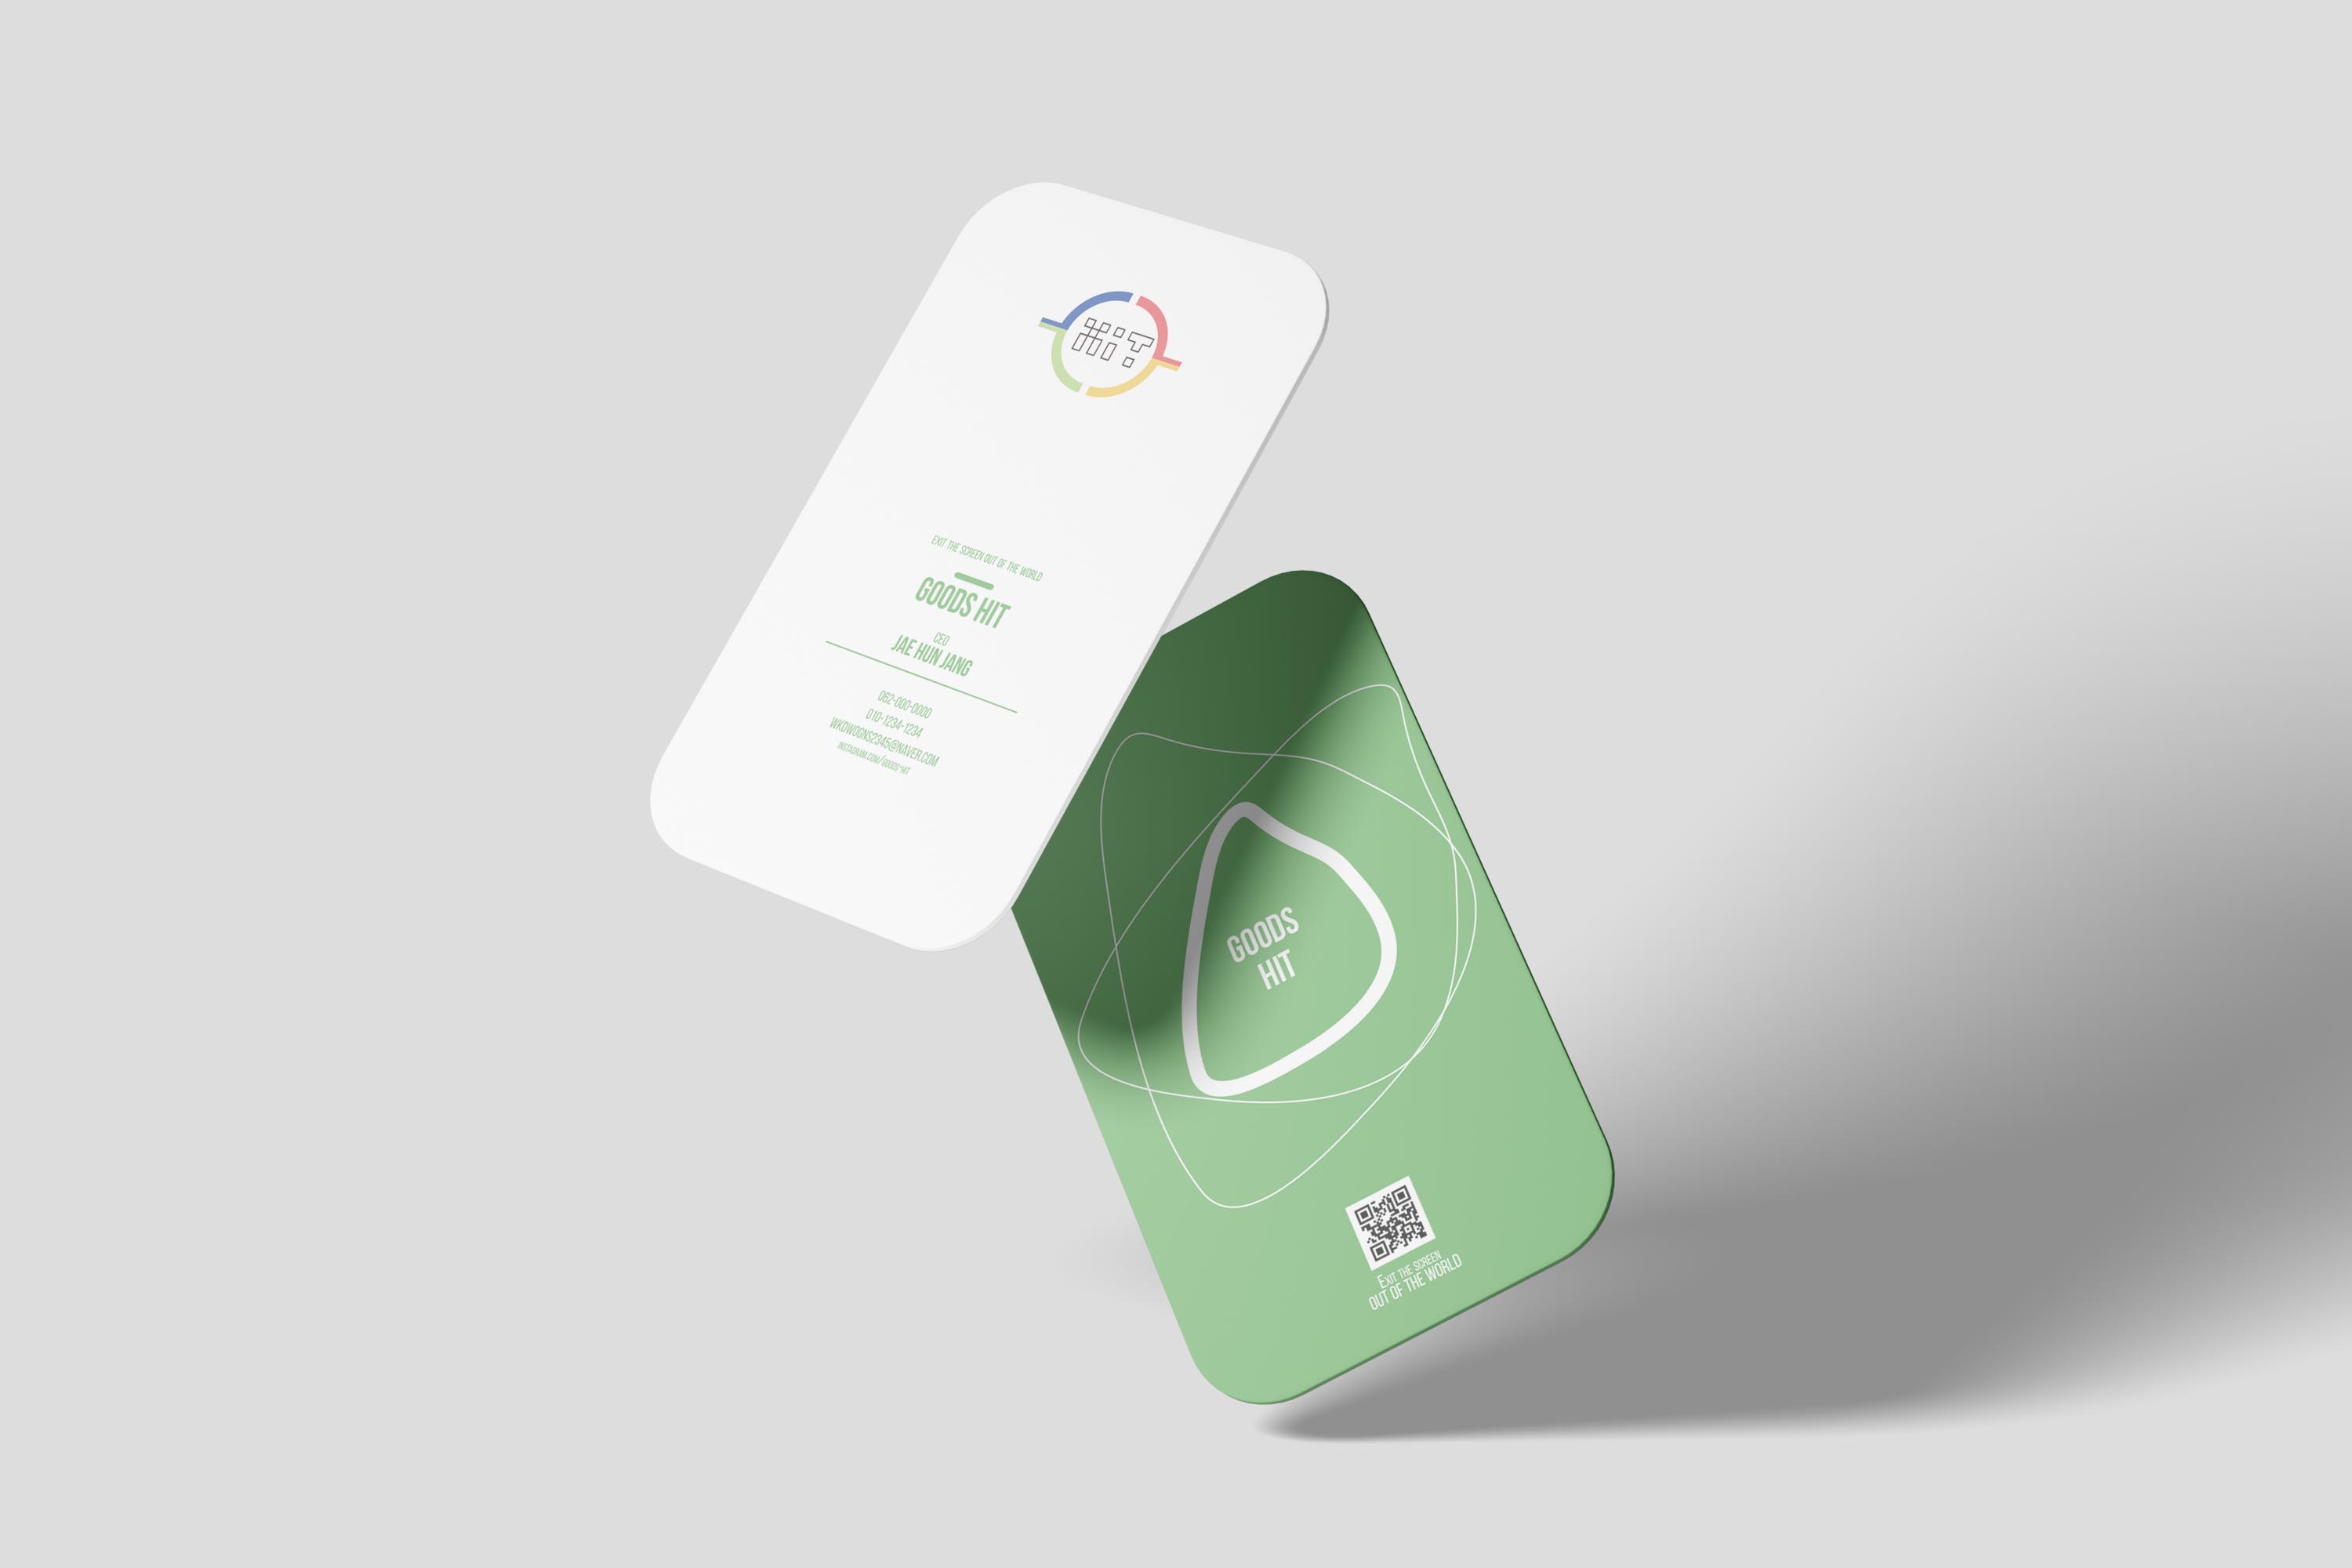 HIT
EXIT THE SCREEN OUT OF THE WORLD
GOODS HIT
CEO
JAE HUN JANG
062-000-0000
010-1234-1234
WKDWOGNS2345@NAVER.COM
INSTAGRAM.COM/GOODS-HIT
GOODS
HIT
EXIT THE SCREEN
OUT OF THE WORLD